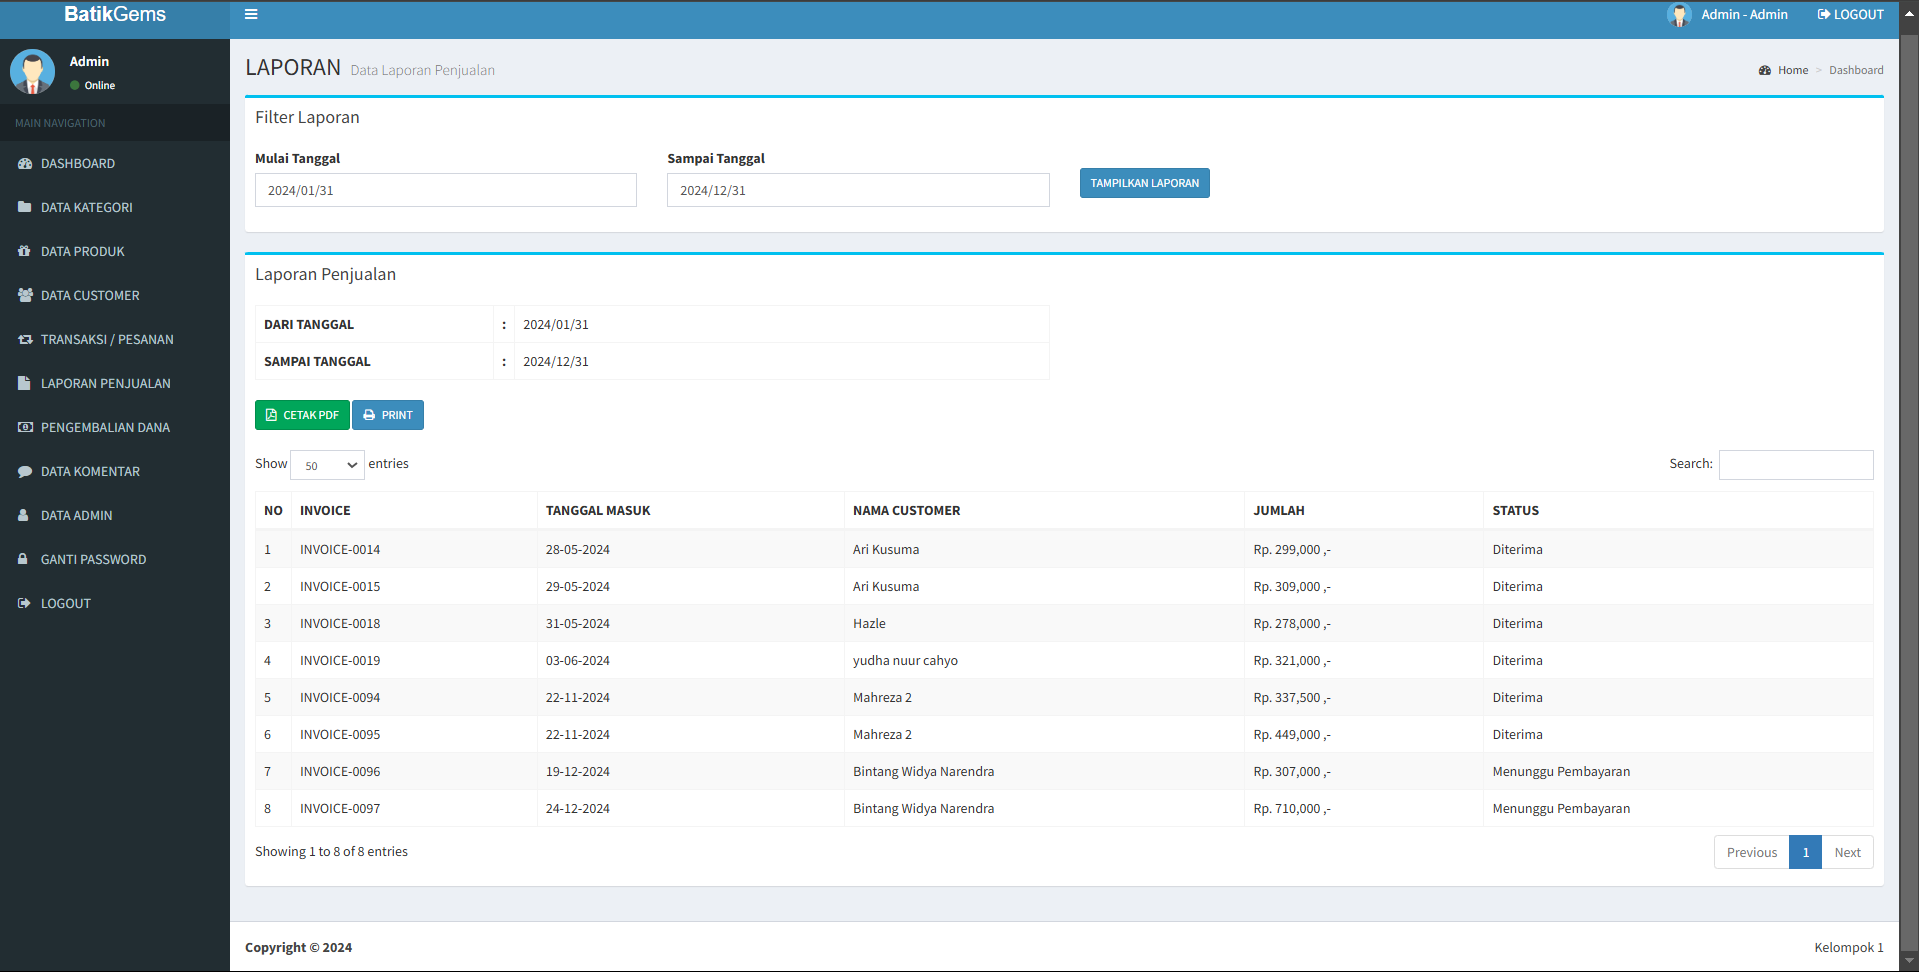 BatikGems
Admin - Admin LOGOUT
Admin
Online
MAIN NAVIGATION
DASHBOARD
DATA KATEGORI
DATA PRODUK
DATA CUSTOMER
TRANSAKSI / PESANAN
LAPORAN PENJUALAN
PENGEMBALIAN DANA
DATA KOMENTAR
DATA ADMIN
GANTI PASSWORD
LOGOUT
LAPORAN Data Laporan Penjualan
Home > Dashboard
Filter Laporan
Mulai Tanggal Sampai Tanggal
2024/01/31 2024/12/31 TAMPILKAN LAPORAN
Laporan Penjualan
DARI TANGGAL : 2024/01/31
SAMPAI TANGGAL : 2024/12/31
CETAK PDF PRINT
Show 50 entries Search:
NO INVOICE TANGGAL MASUK NAMA CUSTOMER JUMLAH STATUS
1 INVOICE-0014 28-05-2024 Ari Kusuma Rp. 299,000 ,- Diterima
2 INVOICE-0015 29-05-2024 Ari Kusuma Rp. 309,000 ,- Diterima
3 INVOICE-0018 31-05-2024 Hazle Rp. 278,000 ,- Diterima
4 INVOICE-0019 03-06-2024 yudha nuur cahyo Rp. 321,000 ,- Diterima
5 INVOICE-0094 22-11-2024 Mahreza 2 Rp. 337,500 ,- Diterima
6 INVOICE-0095 22-11-2024 Mahreza 2 Rp. 449,000 ,- Diterima
7 INVOICE-0096 19-12-2024 Bintang Widya Narendra Rp. 307,000 ,- Menunggu Pembayaran
8 INVOICE-0097 24-12-2024 Bintang Widya Narendra Rp. 710,000 ,- Menunggu Pembayaran
Showing 1 to 8 of 8 entries Previous 1 Next
Copyright © 2024 Kelompok 1